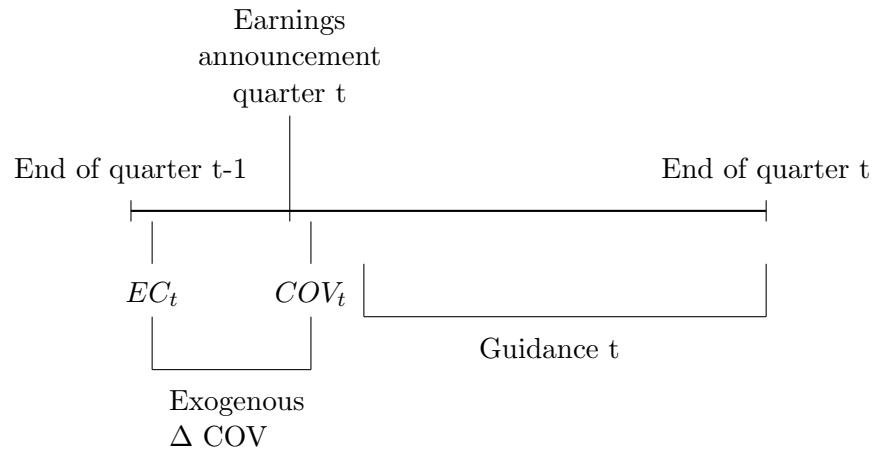 Earnings
announcement
quarter t
End of quarter t-1
End of quarter t
EC_t
COV_t
Guidance t
Exogenous
Δ COV